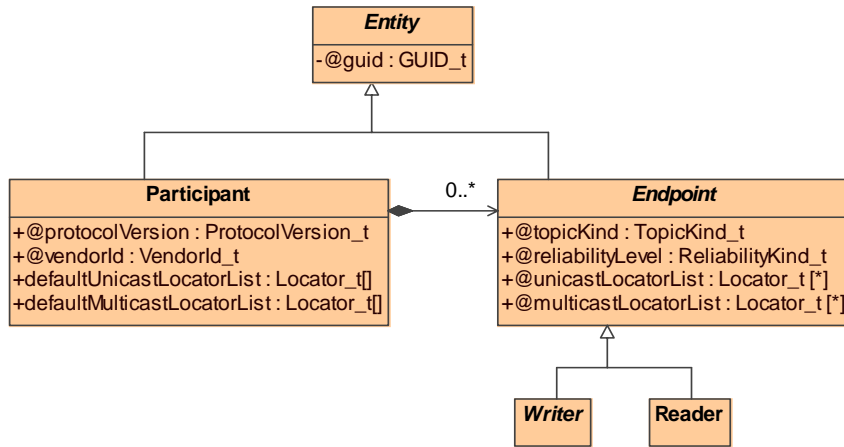 Entity
-@guid : GUID_t
Participant
+@protocolVersion : ProtocolVersion_t
+@vendorId : VendorId_t
+defaultUnicastLocatorList : Locator_t[]
+defaultMulticastLocatorList : Locator_t[]
0..*
Endpoint
+@topicKind : TopicKind_t
+@reliabilityLevel : ReliabilityKind_t
+@unicastLocatorList : Locator_t [*]
+@multicastLocatorList : Locator_t [*]
Writer
Reader